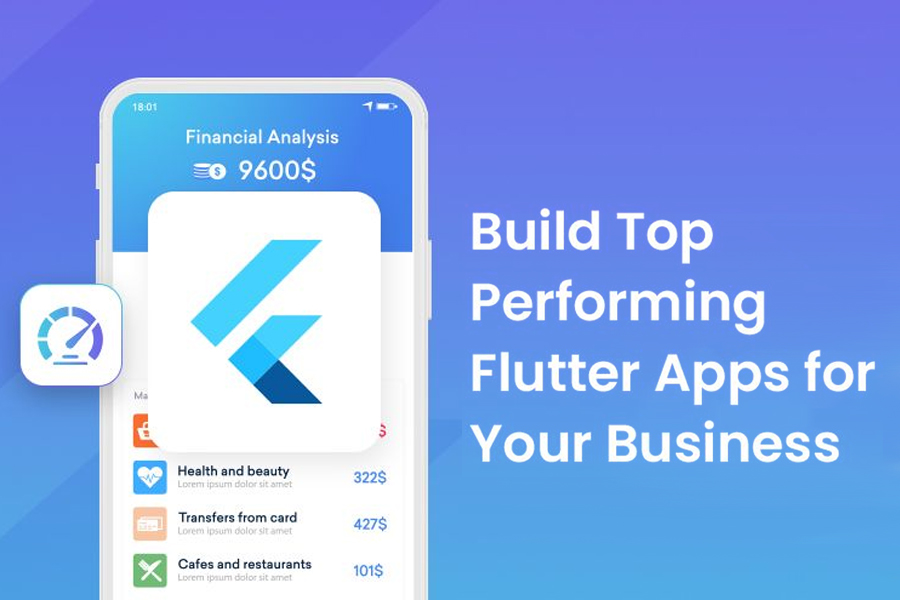 18:01
Financial Analysis
$ 9600$
Build Top
Performing
Flutter Apps for
Your Business
Ma
$
Health and beauty
Lorem ipsum dolor sit amet
322$
Transfers from card
Lorem ipsum dolor sit amet
427$
Cafes and restaurants
Lorem ipsum dolor sit amet
101$